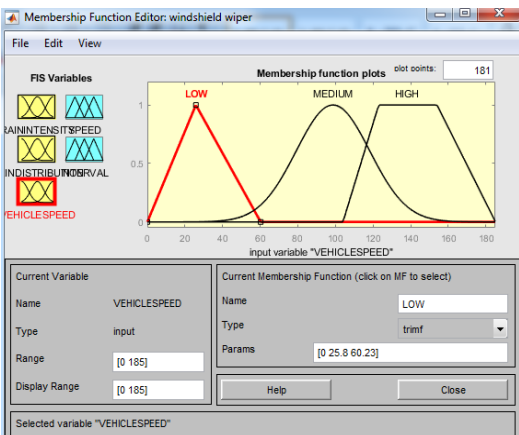 Membership Function Editor: windshield wiper
File Edit View
FIS Variables
Membership function plots
plot points:
181
LOW
MEDIUM
HIGH
1
0.5
0
RAININTENSITY
SPEED
INTERVAL
VEHICLESPEED
0 20 40 60 80 100 120 140 160 180
input variable "VEHICLESPEED"
Current Variable
Name VEHICLESPEED
Type input
Range [0 185]
Display Range [0 185]
Current Membership Function (click on MF to select)
Name LOW
Type trimf
Params [0 25.8 60.23]
Help Close
Selected variable "VEHICLESPEED"